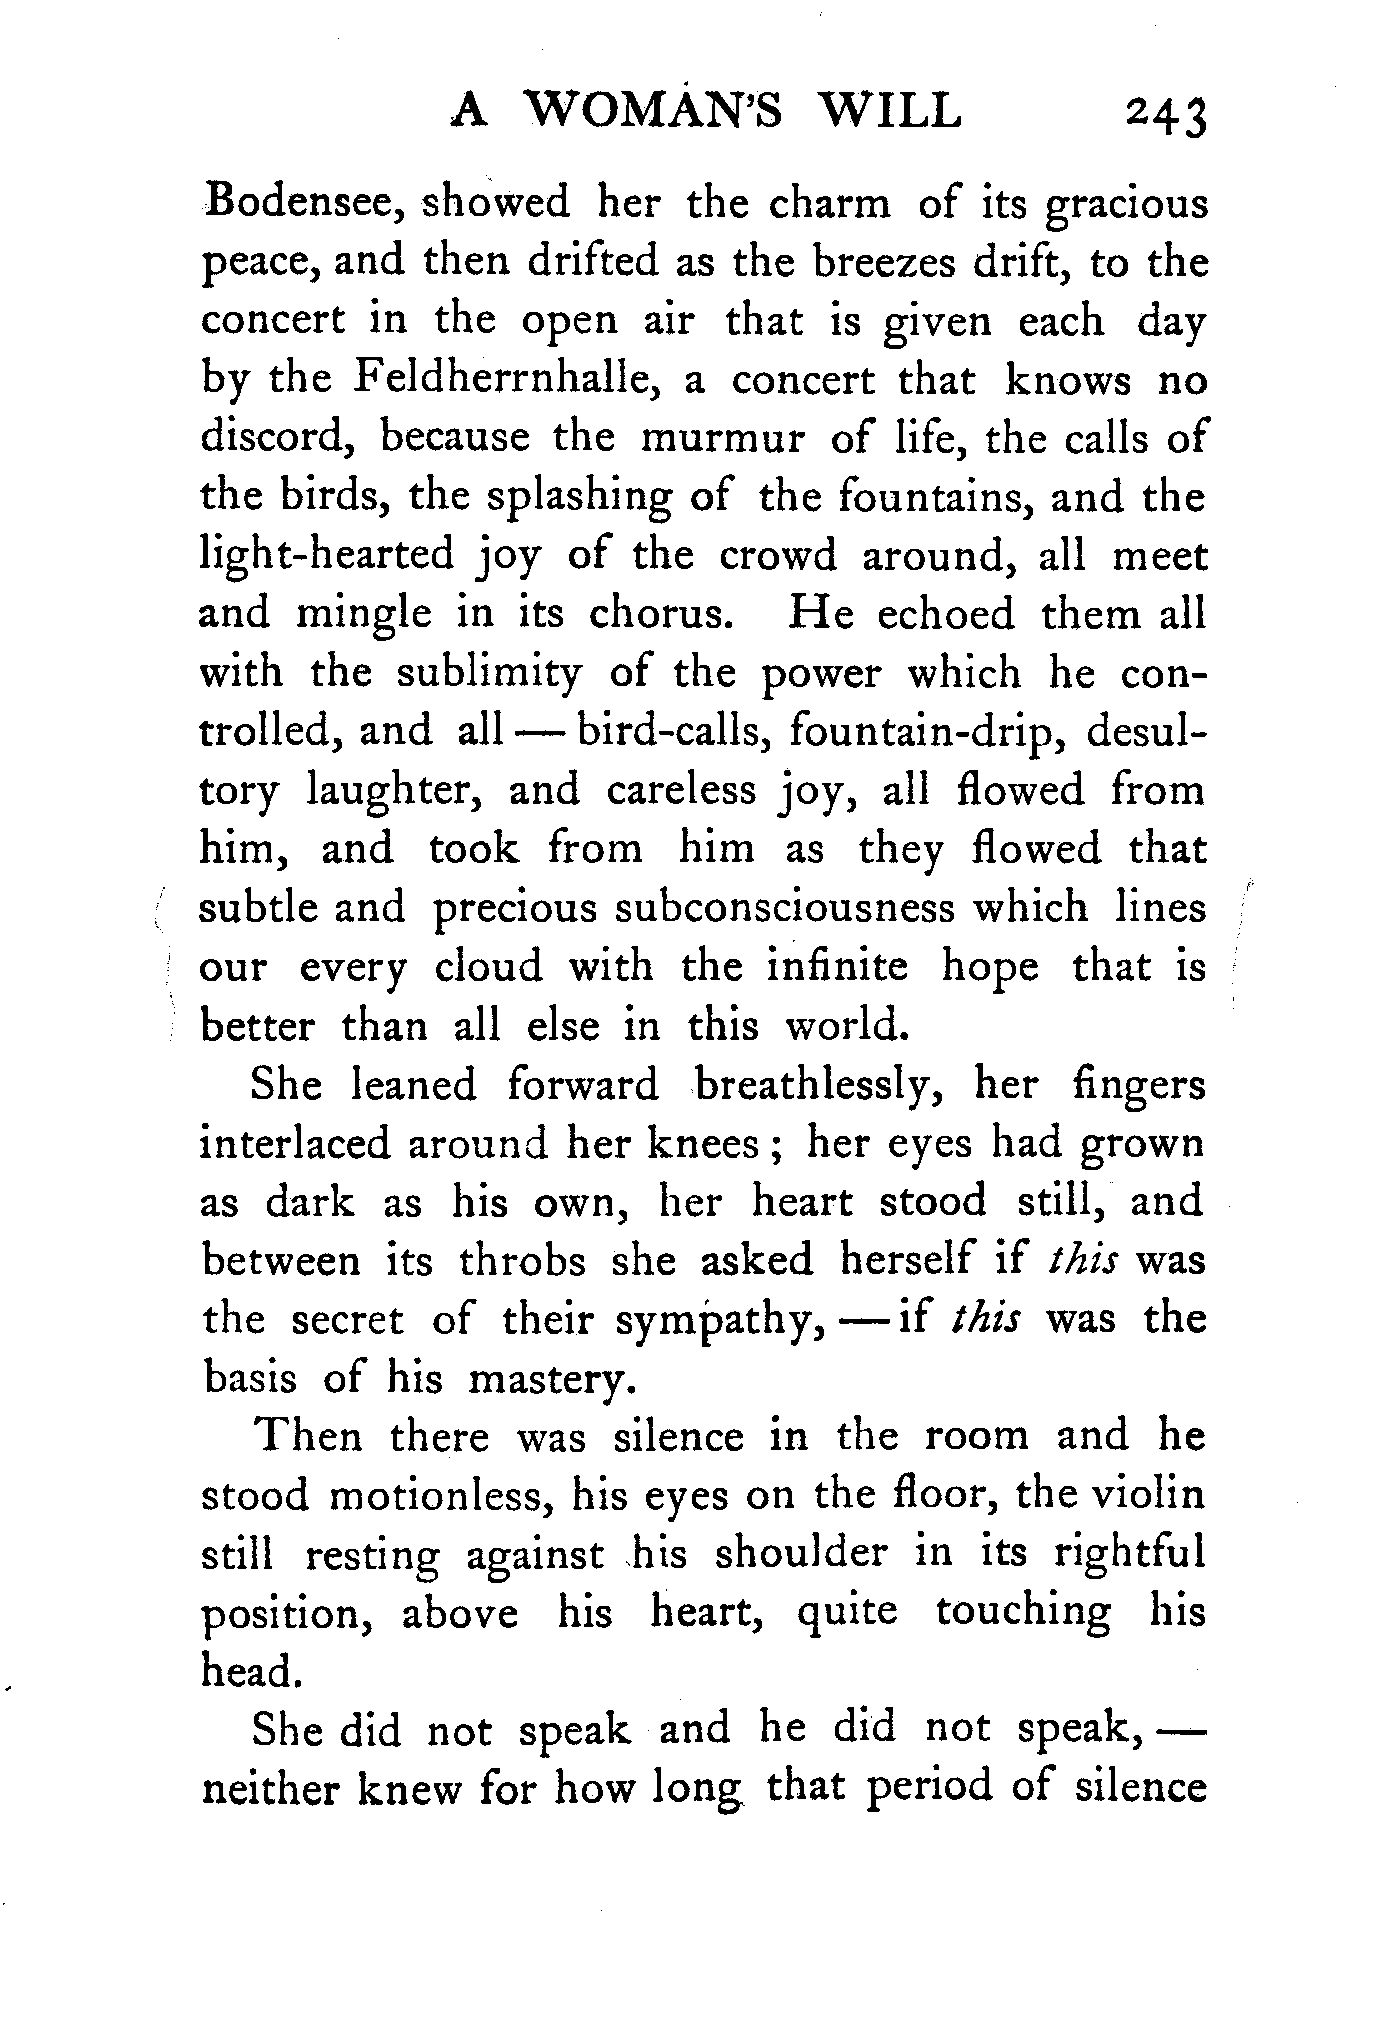 A WOMAN'S WILL 243
Bodensee, showed her the charm of its gracious
peace, and then drifted as the breezes drift, to the
concert in the open air that is given each day
by the Feldherrnhalle, a concert that knows no
discord, because the murmur of life, the calls of
the birds, the splashing of the fountains, and the
light-hearted joy of the crowd around, all meet
and mingle in its chorus. He echoed them all
with the sublimity of the power which he con-
trolled, and all — bird-calls, fountain-drip, desul-
tory laughter, and careless joy, all flowed from
him, and took from him as they flowed that
subtle and precious subconsciousness which lines
our every cloud with the infinite hope that is
better than all else in this world.
She leaned forward breathlessly, her fingers
interlaced around her knees ; her eyes had grown
as dark as his own, her heart stood still, and
between its throbs she asked herself if this was
the secret of their sympathy, — if this was the
basis of his mastery.
Then there was silence in the room and he
stood motionless, his eyes on the floor, the violin
still resting against his shoulder in its rightful
position, above his heart, quite touching his
head.
She did not speak and he did not speak, —
neither knew for how long that period of silence